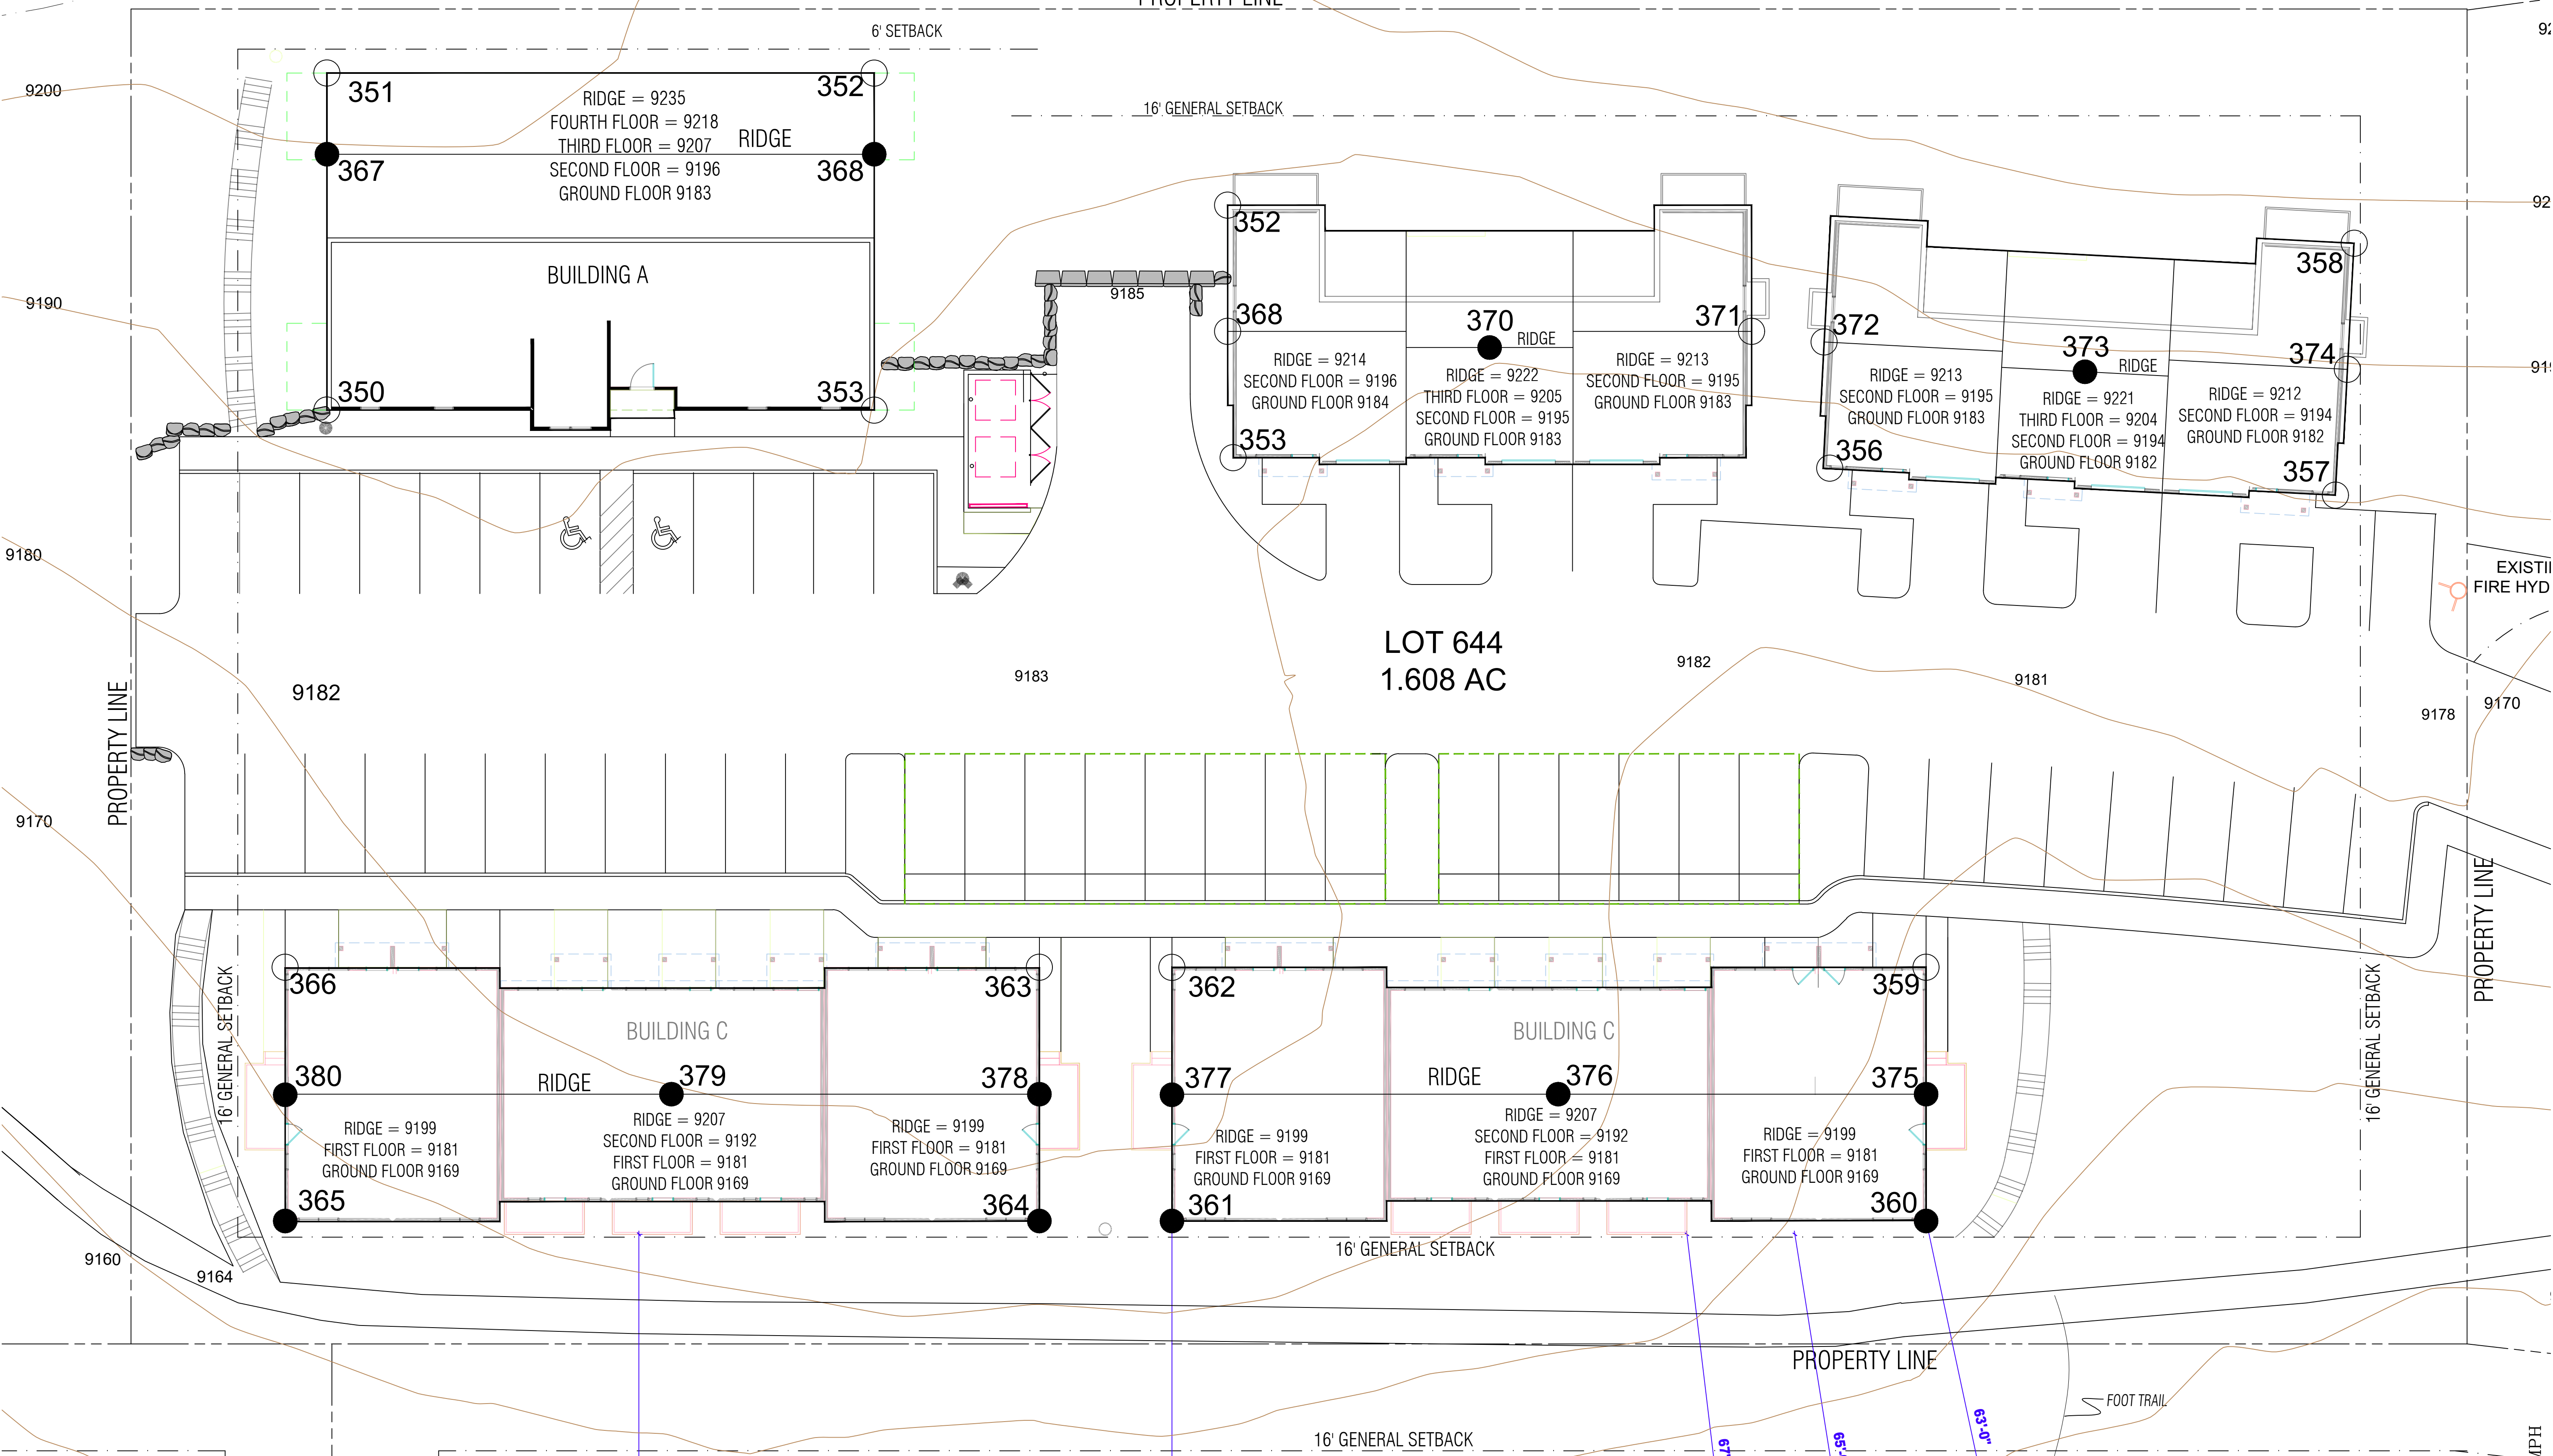 PROPERTY LINE
6' SETBACK
9200
351
352
RIDGE = 9235
FOURTH FLOOR = 9218
THIRD FLOOR = 9207
SECOND FLOOR = 9196
GROUND FLOOR 9183
RIDGE
367
368
16' GENERAL SETBACK
9190
BUILDING A
350
353
9185
352
368
370
RIDGE
371
RIDGE = 9214
SECOND FLOOR = 9196
GROUND FLOOR 9184
RIDGE = 9222
THIRD FLOOR = 9205
SECOND FLOOR = 9195
GROUND FLOOR 9183
RIDGE = 9213
SECOND FLOOR = 9195
GROUND FLOOR 9183
353
358
372
373
RIDGE
374
RIDGE = 9213
SECOND FLOOR = 9195
GROUND FLOOR 9183
RIDGE = 9221
THIRD FLOOR = 9204
SECOND FLOOR = 9194
GROUND FLOOR 9182
RIDGE = 9212
SECOND FLOOR = 9194
GROUND FLOOR 9182
356
357
9180
FIRE HYD
LOT 644
1.608 AC
9182
9183
9182
9181
9178
9170
PROPERTY LINE
9170
PROPERTY LINE
16' GENERAL SETBACK
366
363
BUILDING C
380
RIDGE
379
378
RIDGE = 9199
FIRST FLOOR = 9181
GROUND FLOOR 9169
RIDGE = 9207
SECOND FLOOR = 9192
FIRST FLOOR = 9181
GROUND FLOOR 9169
RIDGE = 9199
FIRST FLOOR = 9181
GROUND FLOOR 9169
365
364
362
359
BUILDING C
377
RIDGE
376
375
RIDGE = 9199
FIRST FLOOR = 9181
GROUND FLOOR 9169
RIDGE = 9207
SECOND FLOOR = 9192
FIRST FLOOR = 9181
GROUND FLOOR 9169
RIDGE = 9199
FIRST FLOOR = 9181
GROUND FLOOR 9169
361
360
16' GENERAL SETBACK
16' GENERAL SETBACK
9160
9164
PROPERTY LINE
FOOT TRAIL
63'-0"
16' GENERAL SETBACK